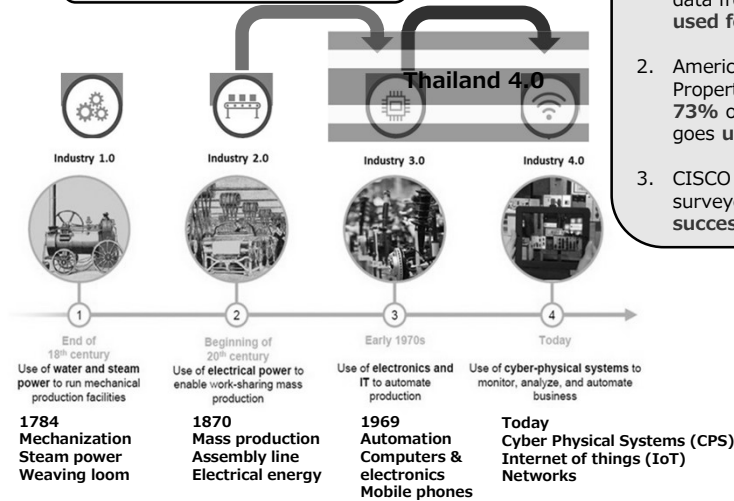 data fr
used fo
2. Americ
Propert
73% o
goes u
3. CISCO
surveye
succes
Thailand 4.0
Industry 1.0
Industry 2.0
Industry 3.0
Industry 4.0
1
2
3
4
End of
18th century
Use of water and steam
power to run mechanical
production facilities
Beginning of
20th century
Use of electrical power to
enable work-sharing mass
production
Early 1970s
Use of electronics and
IT to automate
production
Today
Use of cyber-physical systems to
monitor, analyze, and automate
business
1784
Mechanization
Steam power
Weaving loom
1870
Mass production
Assembly line
Electrical energy
1969
Automation
Computers &
electronics
Mobile phones
Today
Cyber Physical Systems (CPS)
Internet of things (IoT)
Networks